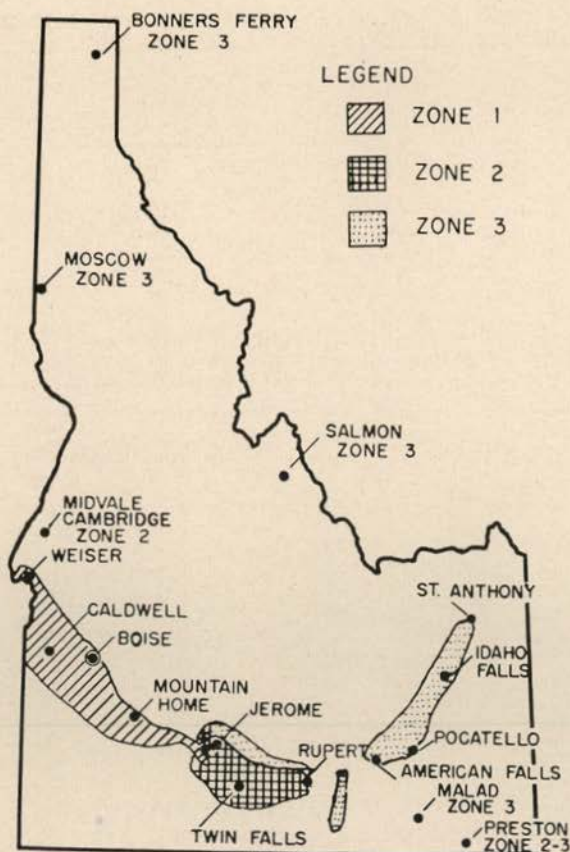 BONNERS FERRY
ZONE 3
LEGEND
ZONE 1
ZONE 2
ZONE 3
MOSCOW
ZONE 3
SALMON
ZONE 3
MIDVALE
CAMBRIDGE
ZONE 2
WEISER
ST. ANTHONY
CALDWELL
BOISE
IDAHO
FALLS
MOUNTAIN
HOME
JEROME
RUPERT
POCATELLO
AMERICAN FALLS
MALAD
ZONE 3
TWIN FALLS
PRESTON
ZONE 2-3